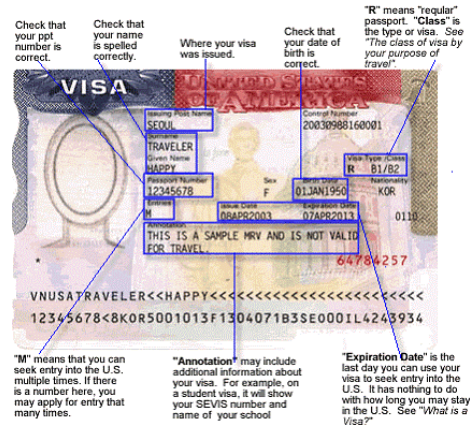 Check that
your ppt
number is
correct.
Check that
your name
is spelled
correctly.
Where your visa
was issued.
Check that
your date of
birth is
correct.
"R" means "regular"
passport. "Class" is
the type or visa. See
"The class of visa by
your purpose of
travel".
VISA
UNITED STATES
OF AMERICA
Issuing Post Name
SEOUL
Control Number
20030988160001
Surname
TRAVELER
Given Name
HAPPY
Visa Type /Class
R B1/B2
Passport Number
12345678
Sex
F
Birth Date
01JAN1950
Nationality
KOR
Entries
M
Issue Date
08APR2003
Expiration Date
07APR2013
0110
Annotation
THIS IS A SAMPLE MRV AND IS NOT VALID
FOR TRAVEL.
*
64784257
VNUSATRAVELER<<HAPPY<<<<<<<<<<<<<<<<<<<<<<
12345678<8KOR5001013F1304071B3SE000IL4243934
"M" means that you can
seek entry into the U.S.
multiple times. If there
is a number here, you
may apply for entry that
many times.
"Annotation" may include
additional information about
your visa. For example, on
a student visa, it will show
your SEVIS number and
name of your school
"Expiration Date" is the
last day you can use your
visa to seek entry into the
U.S. It has nothing to do
with how long you may stay
in the U.S. See "What is a
Visa?"